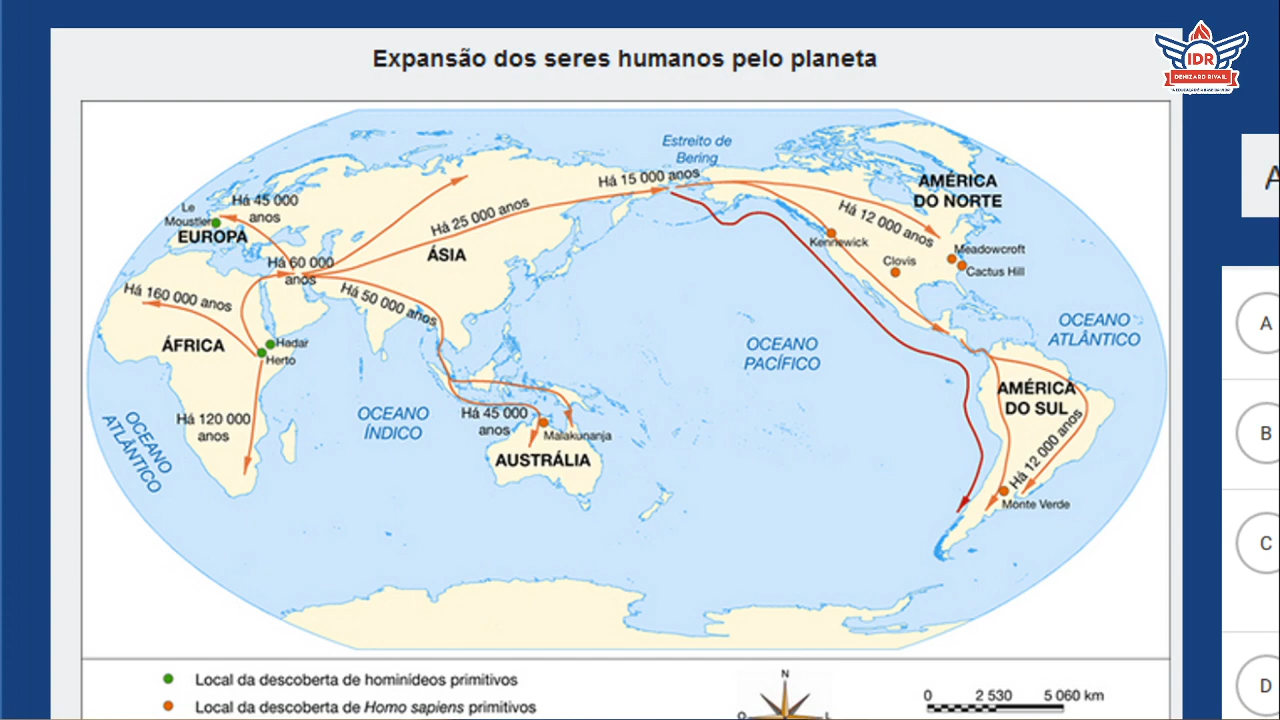 Expansão dos seres humanos pelo planeta
IDR
DENIZARD RIVAIL
Estreito de
Bering
Há 15 000 anos
AMÉRICA
DO NORTE
Há 45 000
anos
Le
Moustier
EUROPA
Há 25 000 anos
ÁSIA
Há 12 000 anos
Kennewick
Meadowcroft
Clovis
Cactus Hill
Há 60 000
anos
Há 160 000 anos
Há 50 000 anos
OCEANO
ATLÂNTICO
ÁFRICA
Hadar
Herto
OCEANO
PACÍFICO
AMÉRICA
DO SUL
Há 120 000
anos
OCEANO
ATLÂNTICO
OCEANO
ÍNDICO
Há 45 000
anos
Malakunanja
AUSTRÁLIA
Há 12 000 anos
Monte Verde
Local da descoberta de hominídeos primitivos
Local da descoberta de Homo sapiens primitivos
N
O
L
0 2 530 5 060 km
A
A
B
C
D